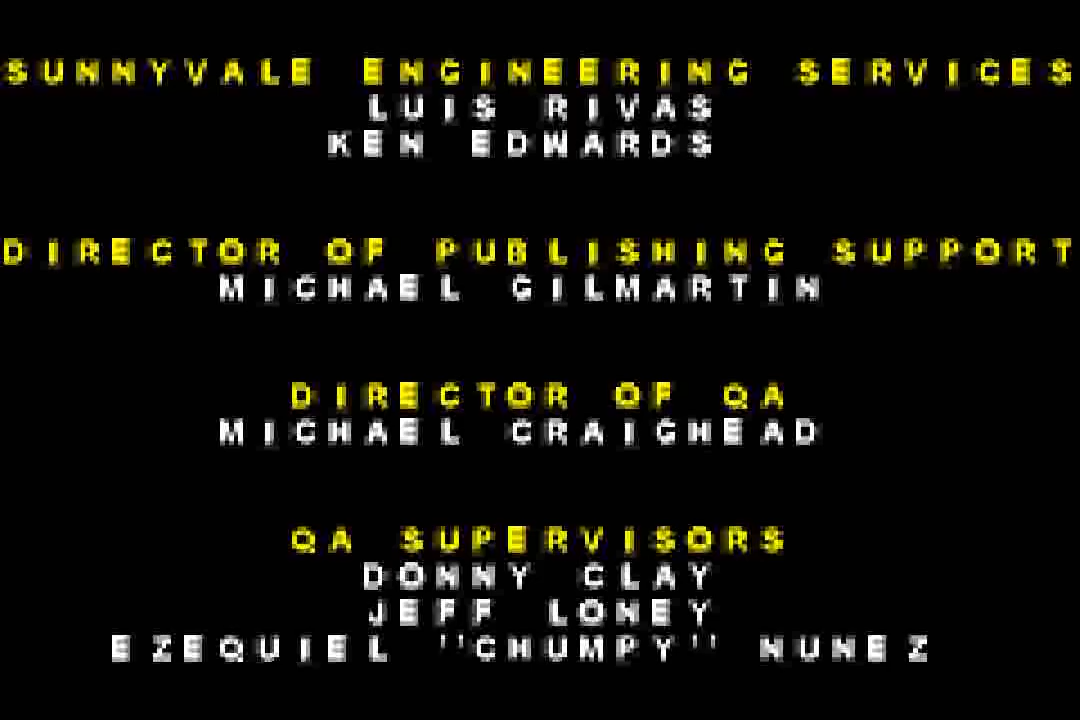 SUNNYVALE ENGINEERING SERVICES
LUIS RIVAS
KEN EDWARDS
DIRECTOR OF PUBLISHING SUPPORT
MICHAEL GILMARTIN
DIRECTOR OF QA
MICHAEL CRAIGHEAD
QA SUPERVISORS
DONNY CLAY
JEFF LONEY
EZEQUIEL "CHUMPY" NUNEZ